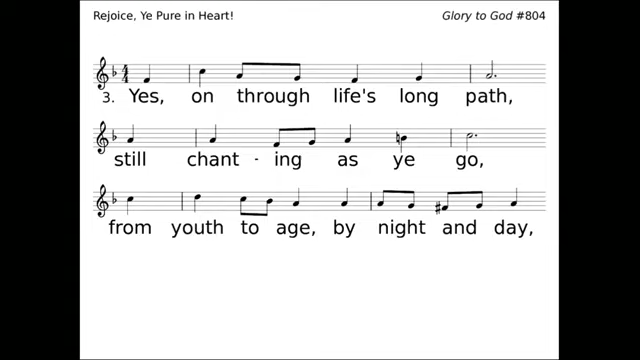 Rejoice, Ye Pure in Heart!
Glory to God #804
3. Yes, on through life's long path,
still chant - ing as ye go,
from youth to age, by night and day,